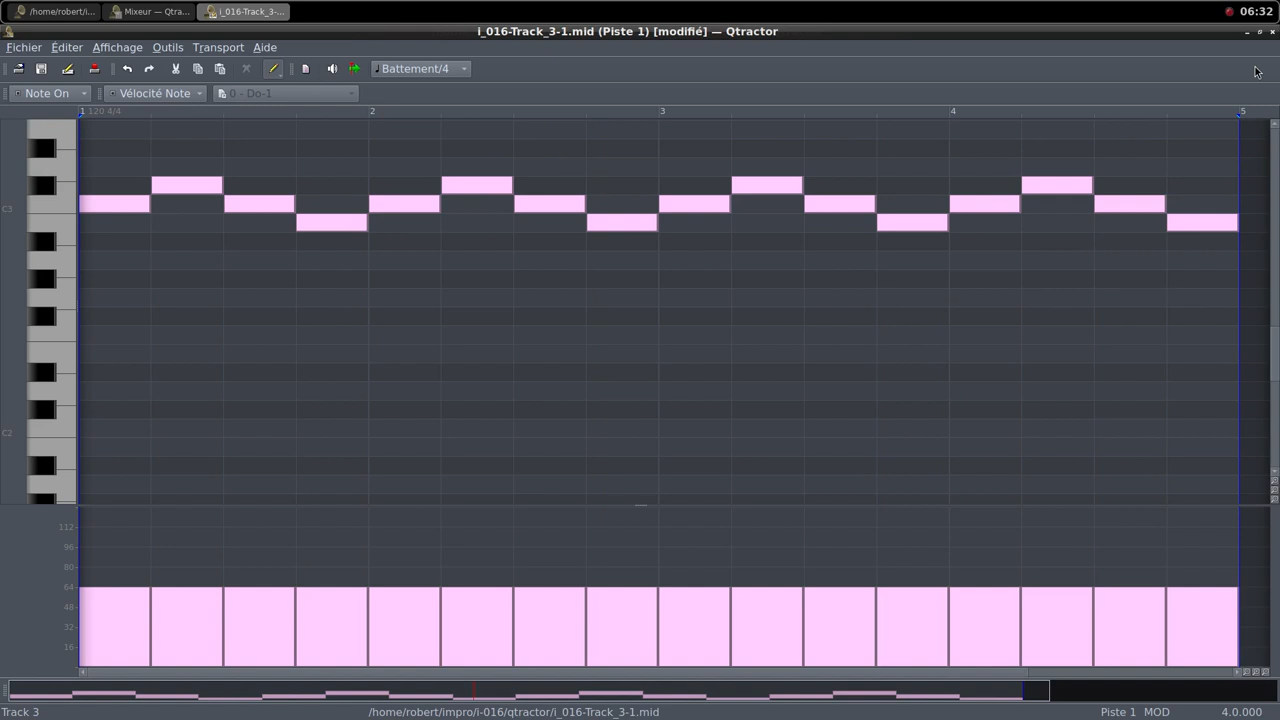 /home/robert/i...
Mixeur — Qtra...
i_016-Track_3-...
06:32
i_016-Track_3-1.mid (Piste 1) [modifié] — Qtractor
Fichier Éditer Affichage Outils Transport Aide
Battement/4
Note On
Vélocité Note
0 - Do-1
1 120 4/4 2 3 4 5
C3
C2
112
96
80
64
48
32
16
Track 3
/home/robert/impro/i-016/qtractor/i_016-Track_3-1.mid
Piste 1 MOD
4.0.000